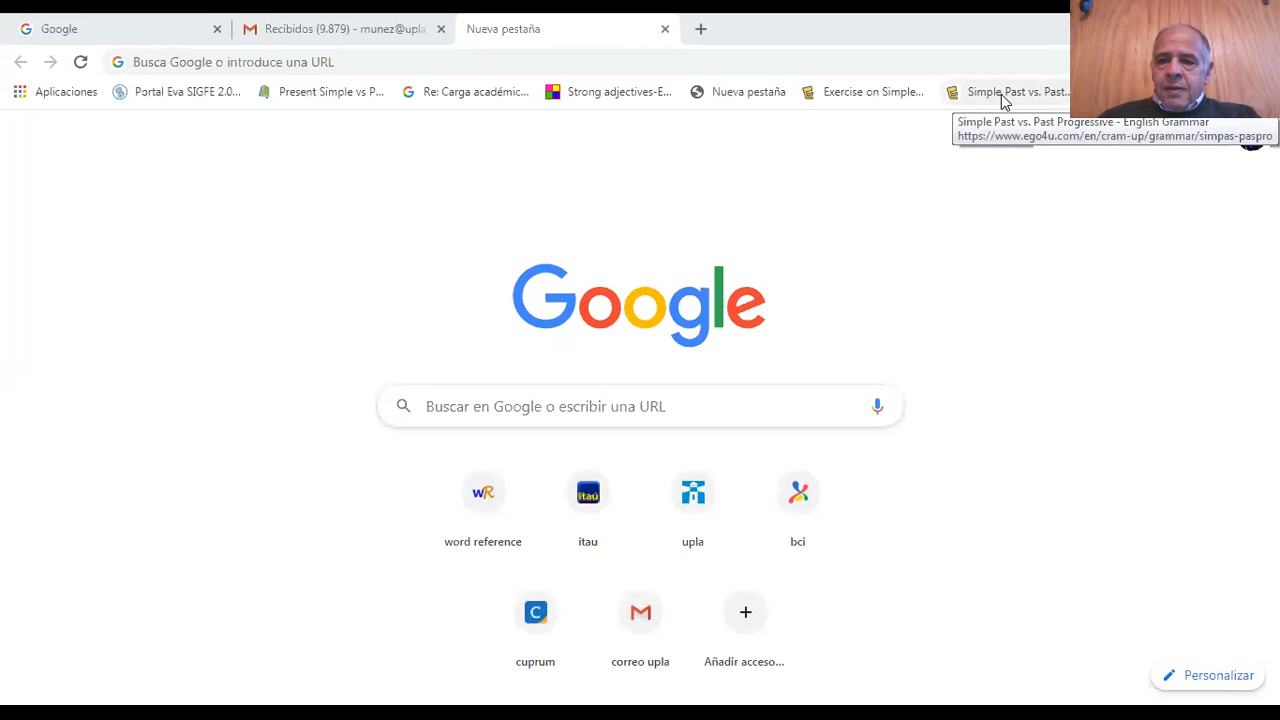 Google
Recibidos (9.879) - munez@upla
Nueva pestaña
Busca Google o introduce una URL
Aplicaciones
Portal Eva SIGFE 2.0...
Present Simple vs P...
Re: Carga académic...
Strong adjectives-E...
Nueva pestaña
Exercise on Simple...
Simple Past vs. Past...
Simple Past vs. Past Progressive - English Grammar
https://www.ego4u.com/en/cram-up/grammar/simpas-paspro
Google
Buscar en Google o escribir una URL
wR
itaú
word reference
itau
upla
bci
C
cuprum
correo upla
Añadir acceso...
Personalizar